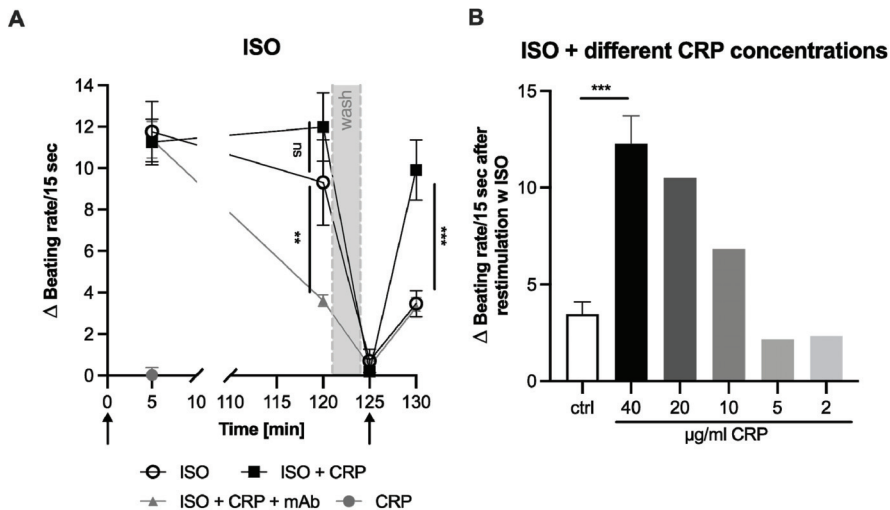 A
ISO
Δ Beating rate/15 sec
14
12
10
8
6
4
2
0
wash
ns
**
***
0
5
10
110
120
125
130
Time [min]
ISO
ISO + CRP
ISO + CRP + mAb
CRP
B
ISO + different CRP concentrations
Δ Beating rate/15 sec after
restimulation w ISO
15
10
5
0
***
ctrl
40
20
10
5
2
µg/ml CRP